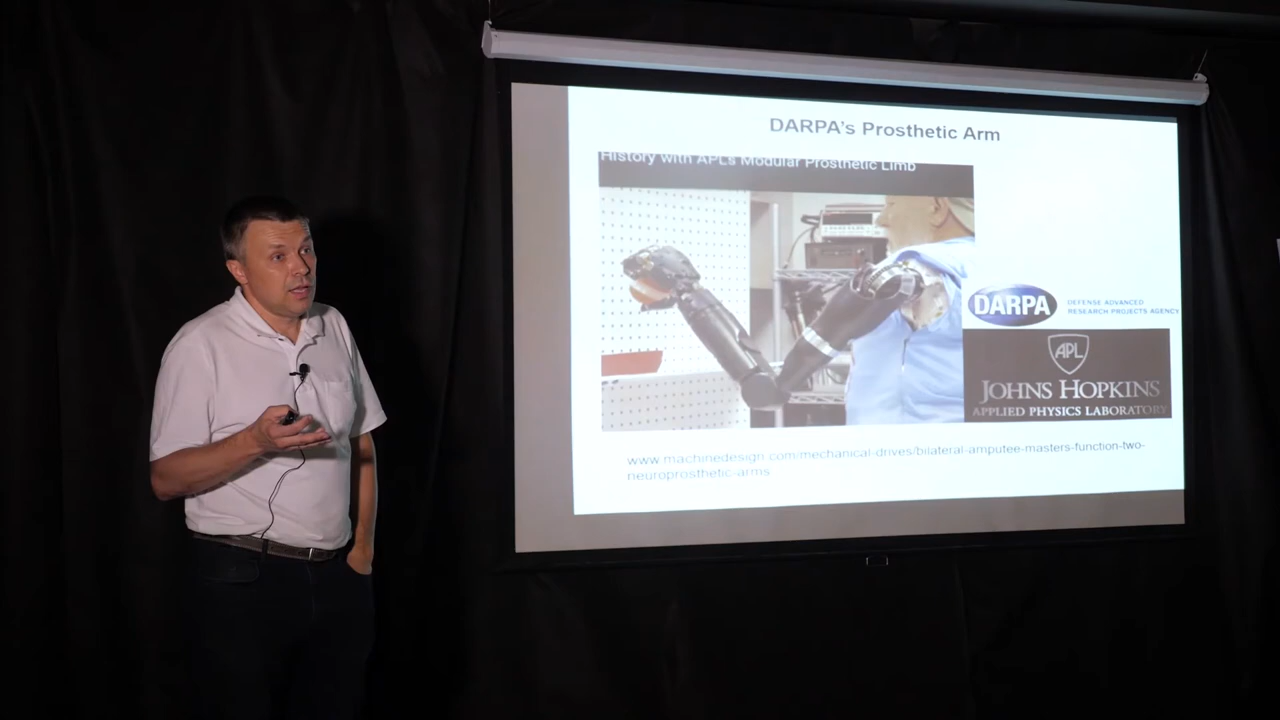 DARPA's Prosthetic Arm
History with APL's Modular Prosthetic Limb
DARPA
DEFENSE ADVANCED
RESEARCH PROJECTS AGENCY
APL
JOHNS HOPKINS
APPLIED PHYSICS LABORATORY
www.machinedesign.com/mechanical-drives/bilateral-amputee-masters-function-two-
neuroprosthetic-arms